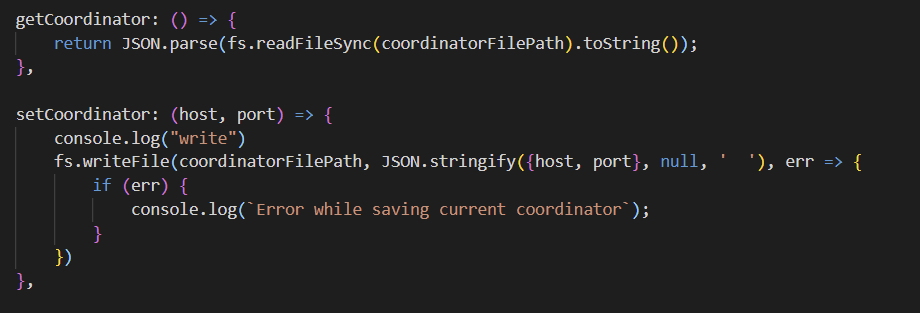 getCoordinator: () => {
    return JSON.parse(fs.readFileSync(coordinatorFilePath).toString());
},
setCoordinator: (host, port) => {
    console.log("write")
    fs.writeFile(coordinatorFilePath, JSON.stringify({host, port}, null, '  '), err => {
        if (err) {
            console.log(`Error while saving current coordinator`);
        }
    })
},